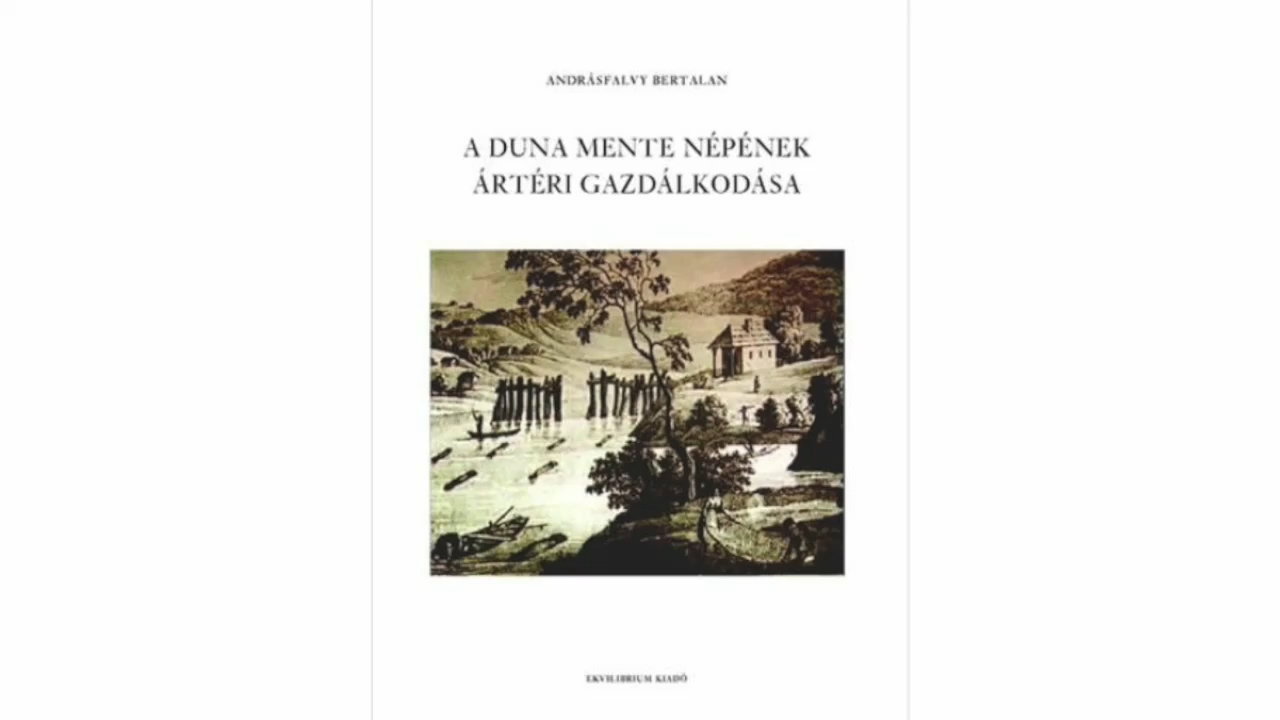 ANDRÁSFALVY BERTALAN
A DUNA MENTE NÉPÉNEK
ÁRTÉRI GAZDÁLKODÁSA
EKVILIBRIUM KIADÓ